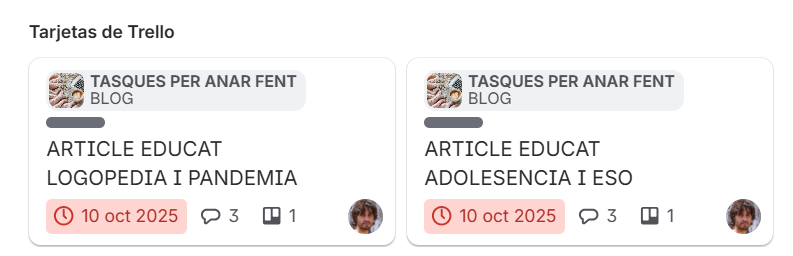 Tarjetas de Trello
TASQUES PER ANAR FENT
BLOG
ARTICLE EDUCAT
LOGOPEDIA I PANDEMIA
10 oct 2025 3 1
TASQUES PER ANAR FENT
BLOG
ARTICLE EDUCAT
ADOLESENCIA I ESO
10 oct 2025 3 1